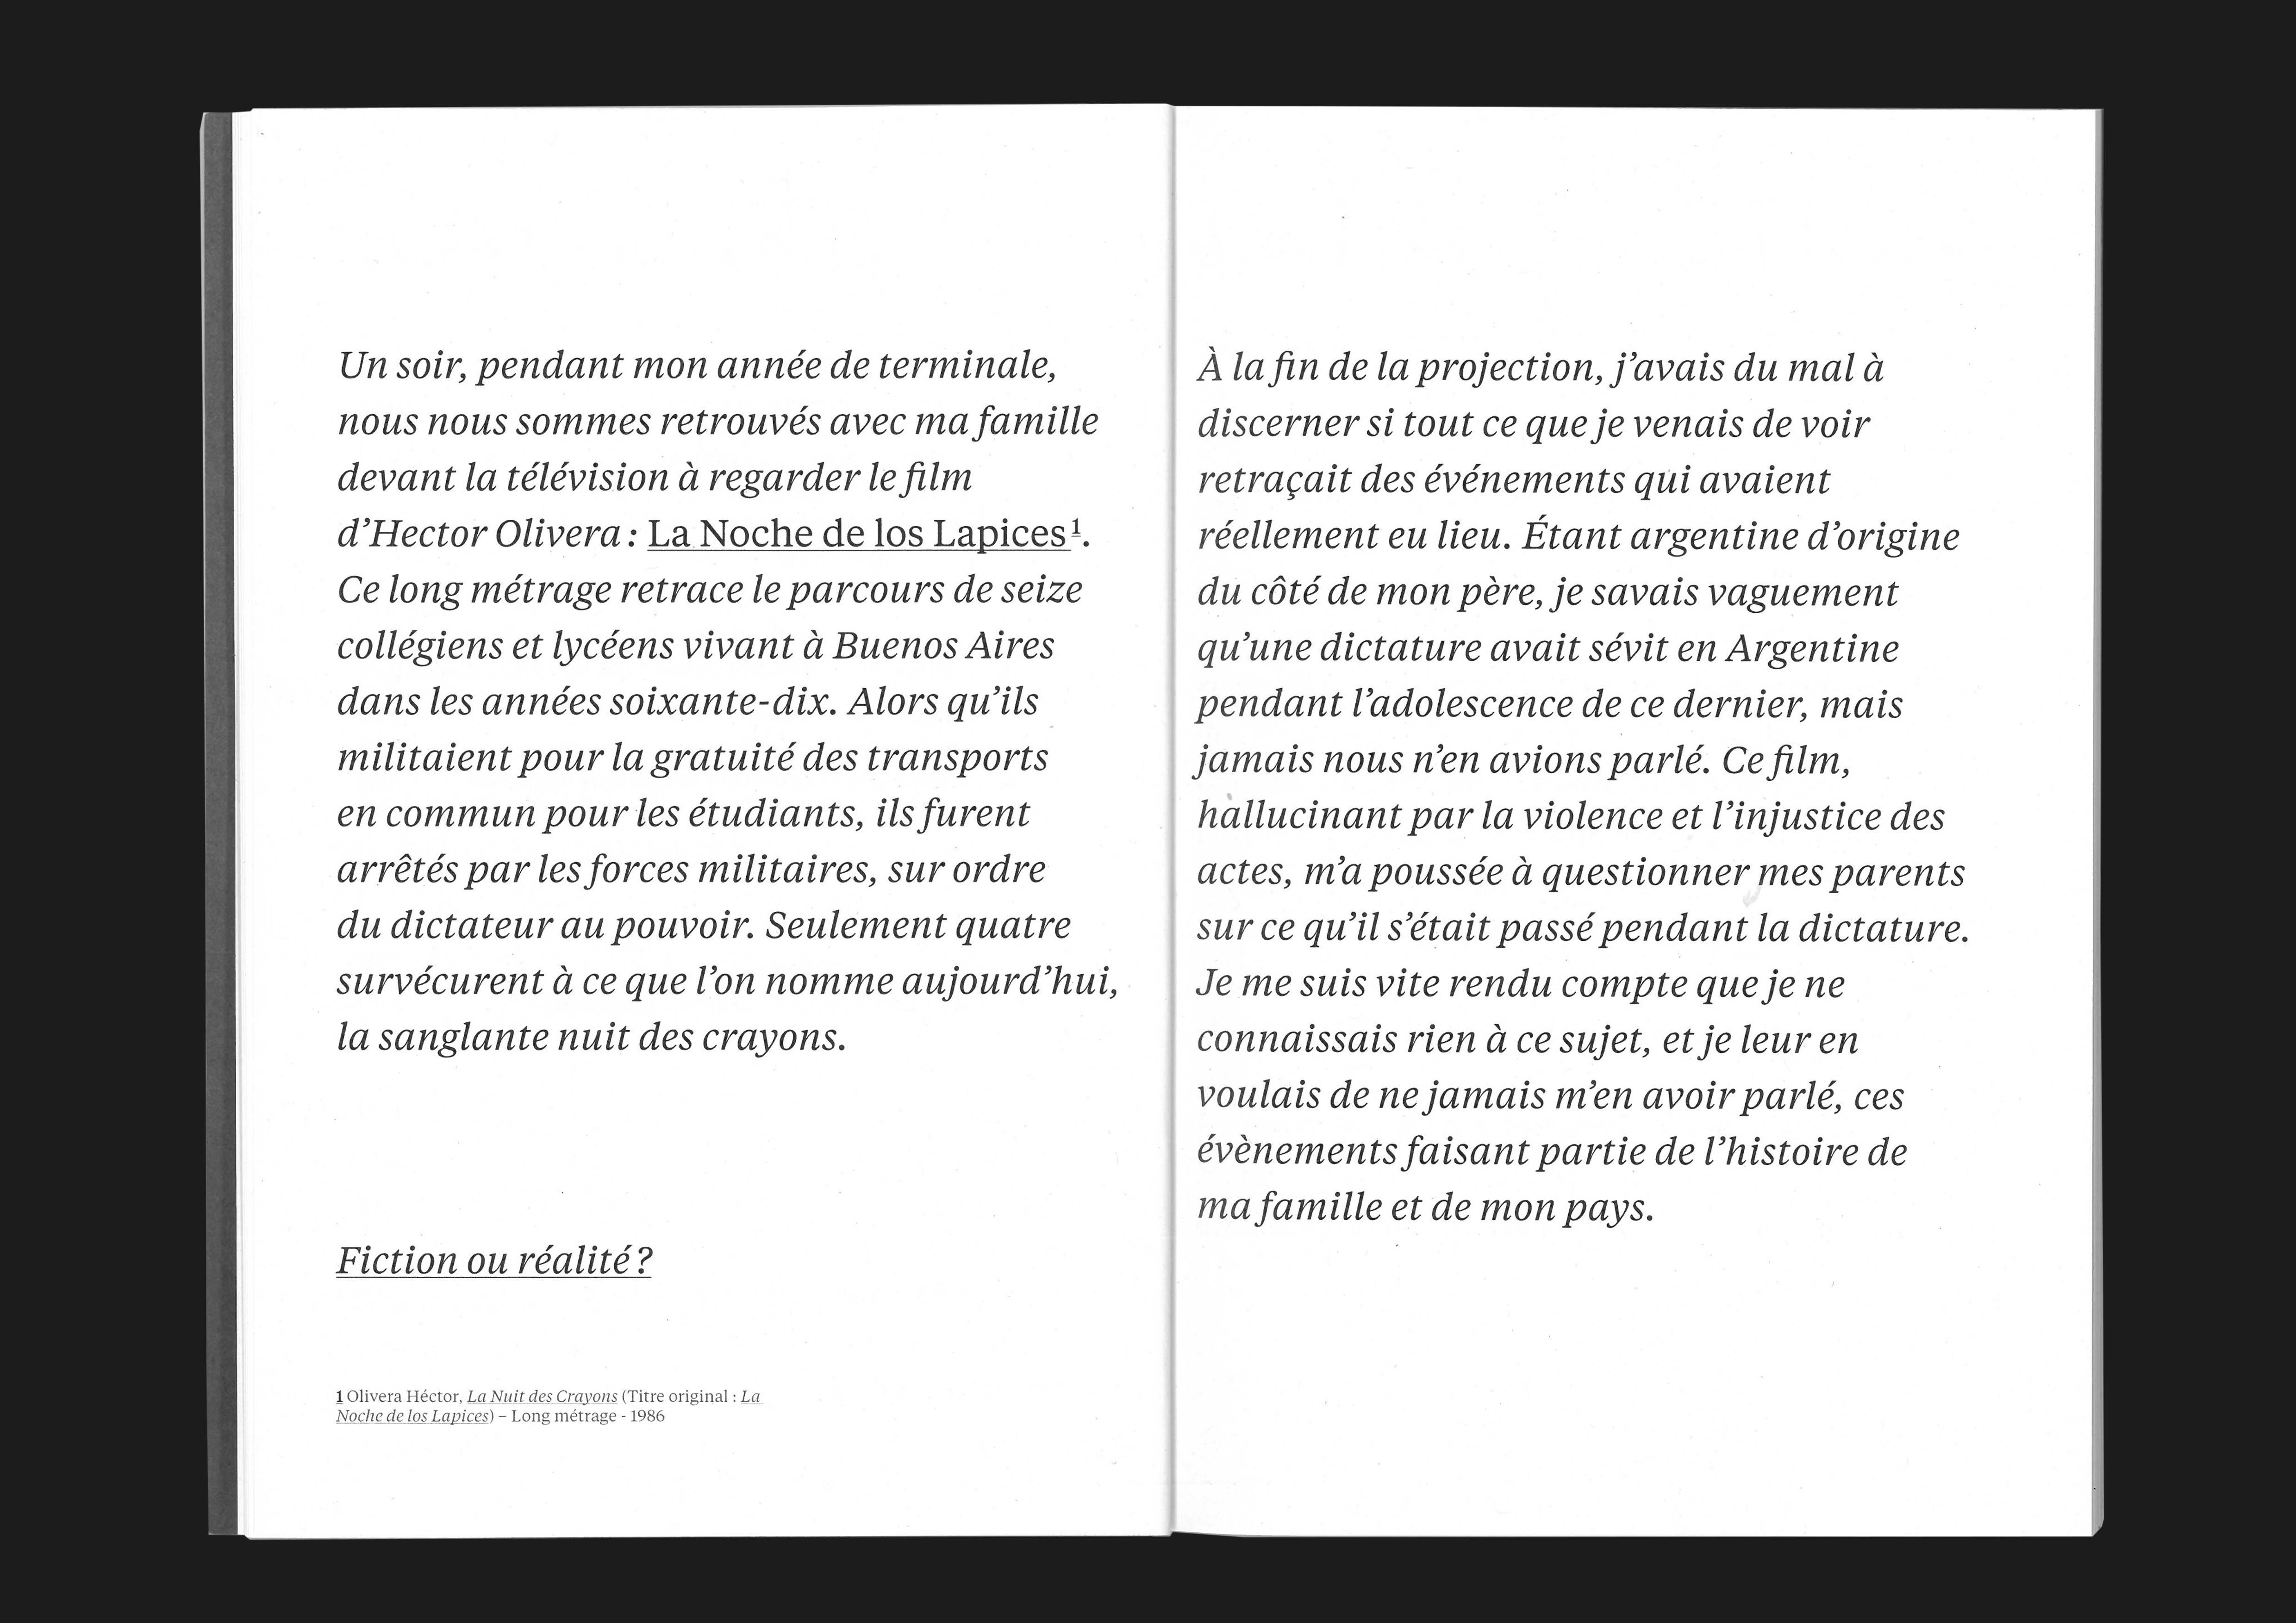 Un soir, pendant mon année de terminale,
nous nous sommes retrouvés avec ma famille
devant la télévision à regarder le film
d’Hector Olivera : La Noche de los Lapices¹.
Ce long métrage retrace le parcours de seize
collégiens et lycéens vivant à Buenos Aires
dans les années soixante-dix. Alors qu’ils
militaient pour la gratuité des transports
en commun pour les étudiants, ils furent
arrêtés par les forces militaires, sur ordre
du dictateur au pouvoir. Seulement quatre
survécurent à ce que l’on nomme aujourd’hui,
la sanglante nuit des crayons.
Fiction ou réalité ?
1 Olivera Héctor, La Nuit des Crayons (Titre original : La
Noche de los Lapices) – Long métrage - 1986
À la fin de la projection, j’avais du mal à
discerner si tout ce que je venais de voir
retraçait des événements qui avaient
réellement eu lieu. Étant argentine d’origine
du côté de mon père, je savais vaguement
qu’une dictature avait sévit en Argentine
pendant l’adolescence de ce dernier, mais
jamais nous n’en avions parlé. Ce film,
hallucinant par la violence et l’injustice des
actes, m’a poussée à questionner mes parents
sur ce qu’il s’était passé pendant la dictature.
Je me suis vite rendu compte que je ne
connaissais rien à ce sujet, et je leur en
voulais de ne jamais m’en avoir parlé, ces
évènements faisant partie de l’histoire de
ma famille et de mon pays.